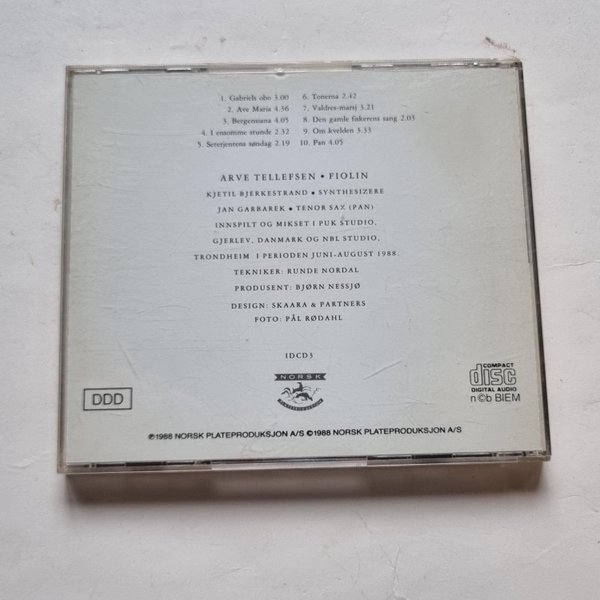 1. Gabriels obo 3.00
2. Ave Maria 4.36
3. Bergensiana 4.05
4. I ensomme stunde 2.32
5. Seterjentens søndag 2.19
6. Tonerna 2.42
7. Valdres-marsj 3.21
8. Den gamle fiskerens sang 2.03
9. Om kvelden 3.33
10. Pan 4.05
ARVE TELLEFSEN • FIOLIN
KJETIL BJERKESTRAND • SYNTHESIZERE
JAN GARBAREK • TENOR SAX (PAN)
INNSPILT OG MIKSET I PUK STUDIO,
GJERLEV, DANMARK OG NBL STUDIO,
TRONDHEIM I PERIODEN JUNI-AUGUST 1988.
TEKNIKER: RUNDE NORDAL
PRODUSENT: BJØRN NESSJØ
DESIGN: SKAARA & PARTNERS
FOTO: PÅL RØDAHL
IDCD3
NORSK
PLATEPRODUKSJON
DDD
COMPACT
disc
DIGITAL AUDIO
n©b BIEM
℗1988 NORSK PLATEPRODUKSJON A/S ©1988 NORSK PLATEPRODUKSJON A/S